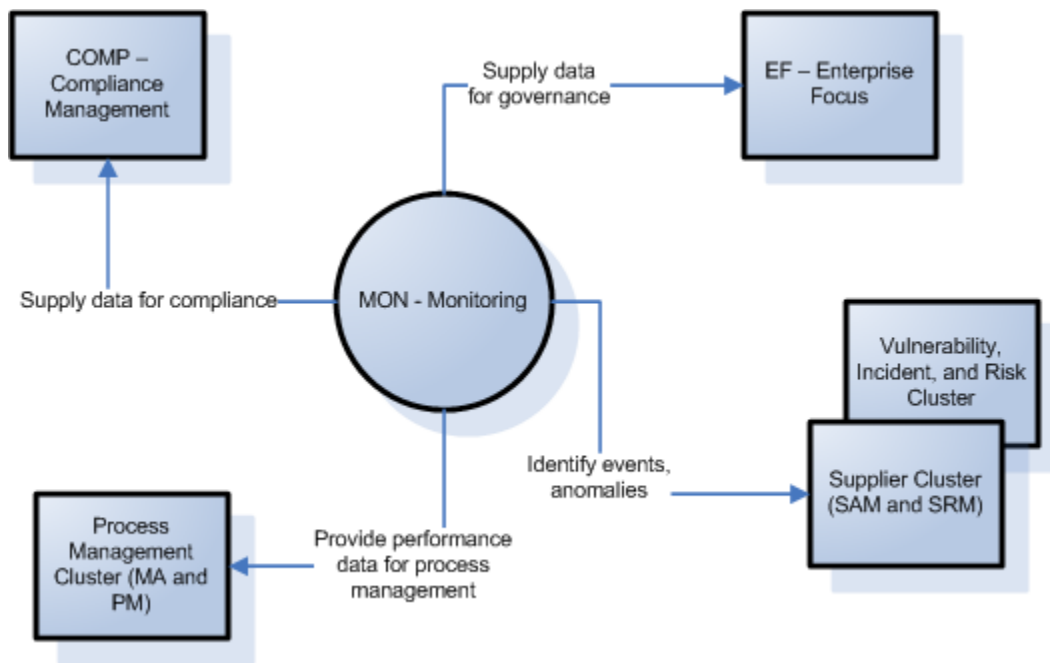 COMP –
Compliance
Management
Supply data
for governance
EF – Enterprise
Focus
Supply data for compliance
MON - Monitoring
Vulnerability,
Incident, and Risk
Cluster
Identify events,
anomalies
Supplier Cluster
(SAM and SRM)
Process
Management
Cluster (MA and
PM)
Provide performance
data for process
management